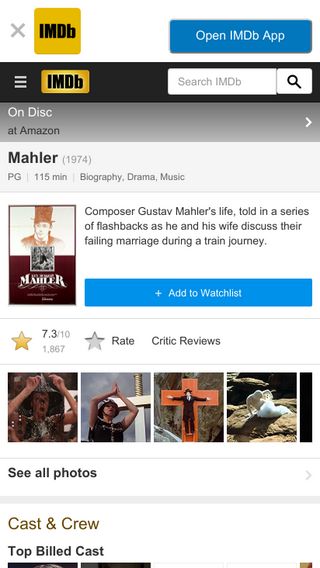 IMDb
Open IMDb App
IMDb
Search IMDb
On Disc
at Amazon
Mahler (1974)
PG | 115 min | Biography, Drama, Music
MAHLER
Composer Gustav Mahler's life, told in a series
of flashbacks as he and his wife discuss their
failing marriage during a train journey.
+ Add to Watchlist
7.3/10
1,867
Rate
Critic Reviews
See all photos
Cast & Crew
Top Billed Cast